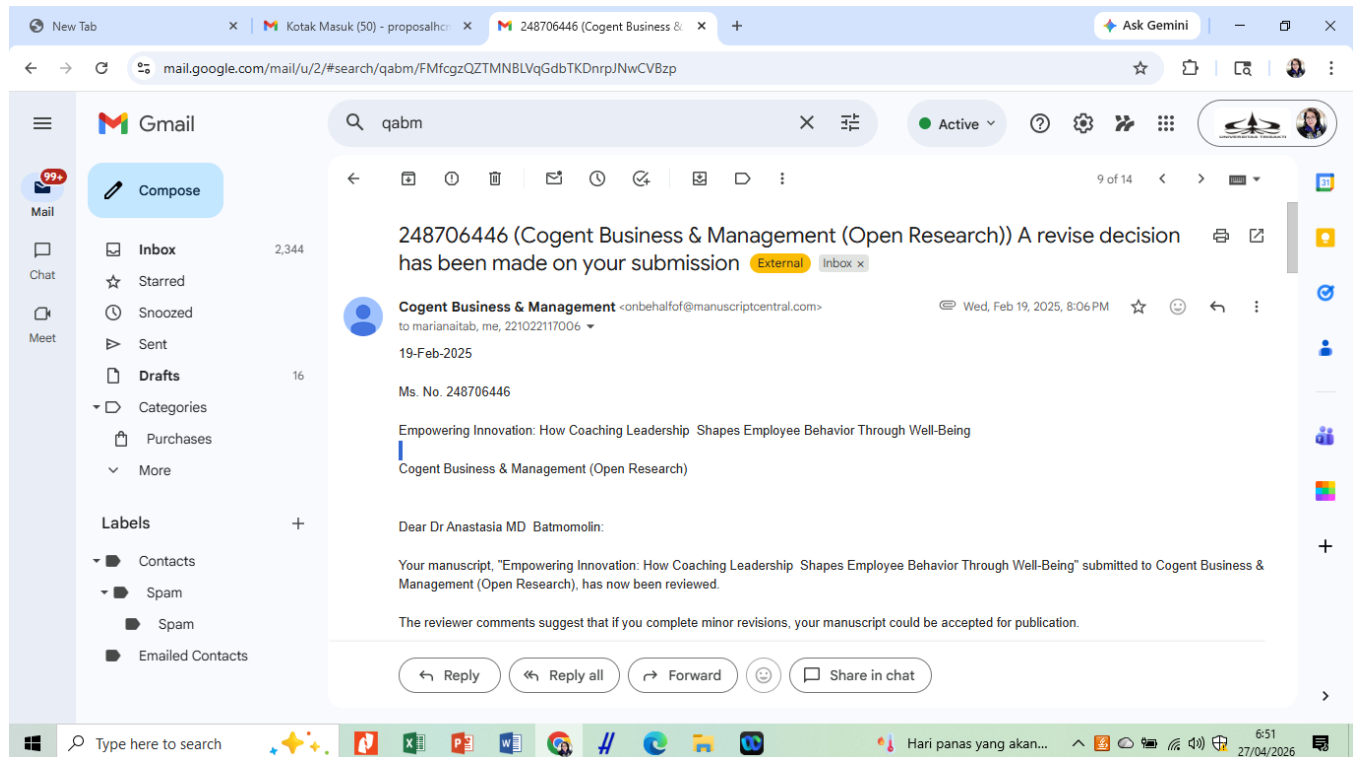 New Tab
Kotak Masuk (50) - proposalhcn
248706446 (Cogent Business &
Ask Gemini
mail.google.com/mail/u/2/#search/qabm/FMfcgzQZTMNBLVqGdbTKDnrpJNwCVBzp
Gmail
qabm
Active
UNIVERSITAS TRISAKTI
99+
Mail
Chat
Meet
Compose
Inbox 2,344
Starred
Snoozed
Sent
Drafts 16
Categories
Purchases
More
Labels
Contacts
Spam
Spam
Emailed Contacts
9 of 14
31
248706446 (Cogent Business & Management (Open Research)) A revise decision
has been made on your submission External Inbox x
Cogent Business & Management <onbehalfof@manuscriptcentral.com> Wed, Feb 19, 2025, 8:06 PM
to marianaitab, me, 221022117006
19-Feb-2025
Ms. No. 248706446
Empowering Innovation: How Coaching Leadership  Shapes Employee Behavior Through Well-Being
Cogent Business & Management (Open Research)
Dear Dr Anastasia MD  Batmomolin:
Your manuscript, "Empowering Innovation: How Coaching Leadership  Shapes Employee Behavior Through Well-Being" submitted to Cogent Business &
Management (Open Research), has now been reviewed.
The reviewer comments suggest that if you complete minor revisions, your manuscript could be accepted for publication.
Reply
Reply all
Forward
Share in chat
Type here to search
Hari panas yang akan...
6:51
27/04/2026